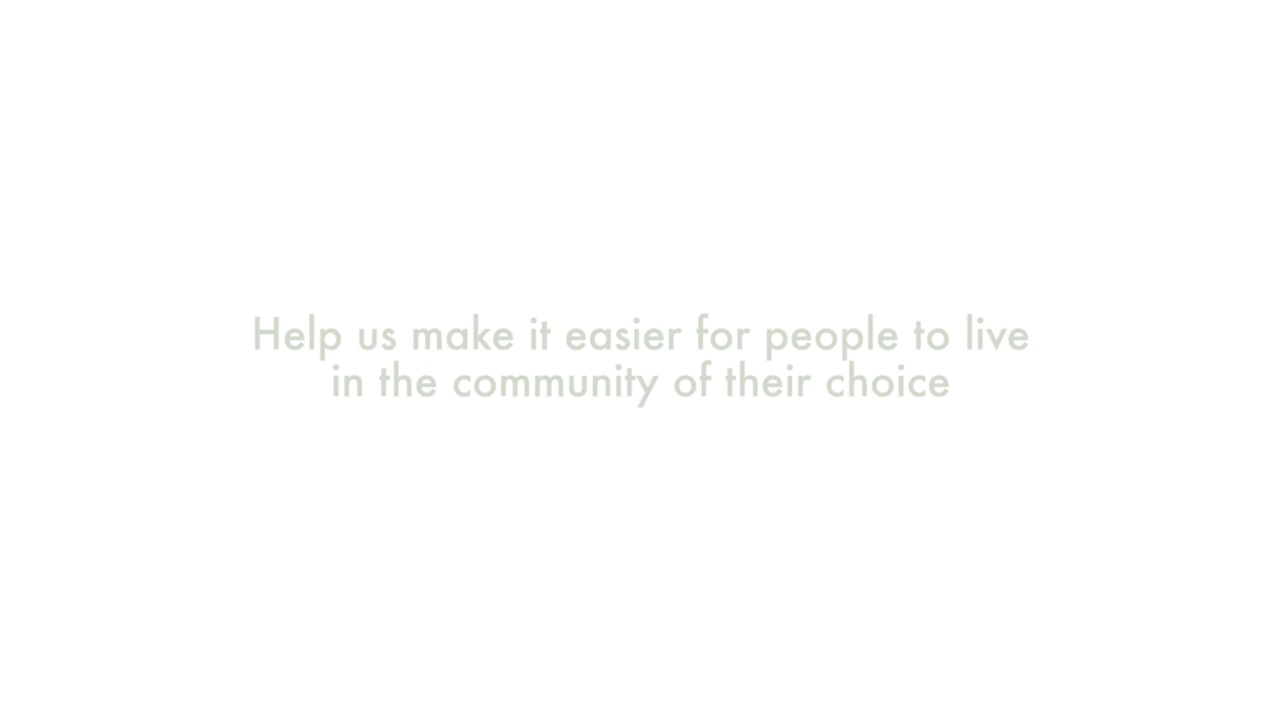 Help us make it easier for people to live
in the community of their choice